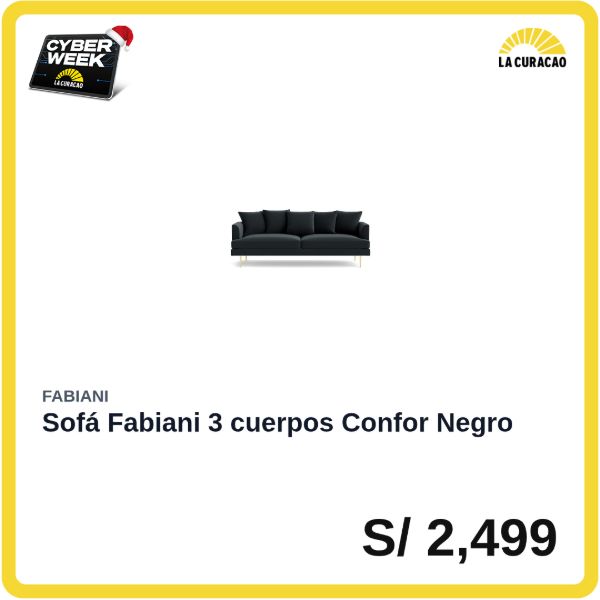 CYBER
WEEK
LA CURACAO
LA CURACAO
FABIANI
Sofá Fabiani 3 cuerpos Confor Negro
S/ 2,499